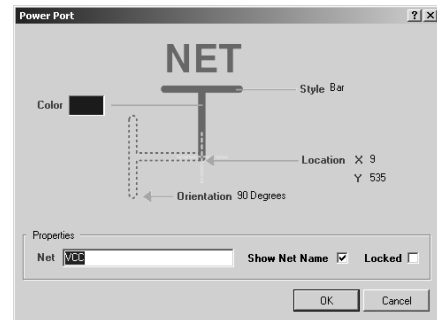 Power Port
NET
Style Bar
Color
Location X 9
Y 535
Orientation 90 Degrees
Properties
Net VCC
Show Net Name
Locked
OK
Cancel